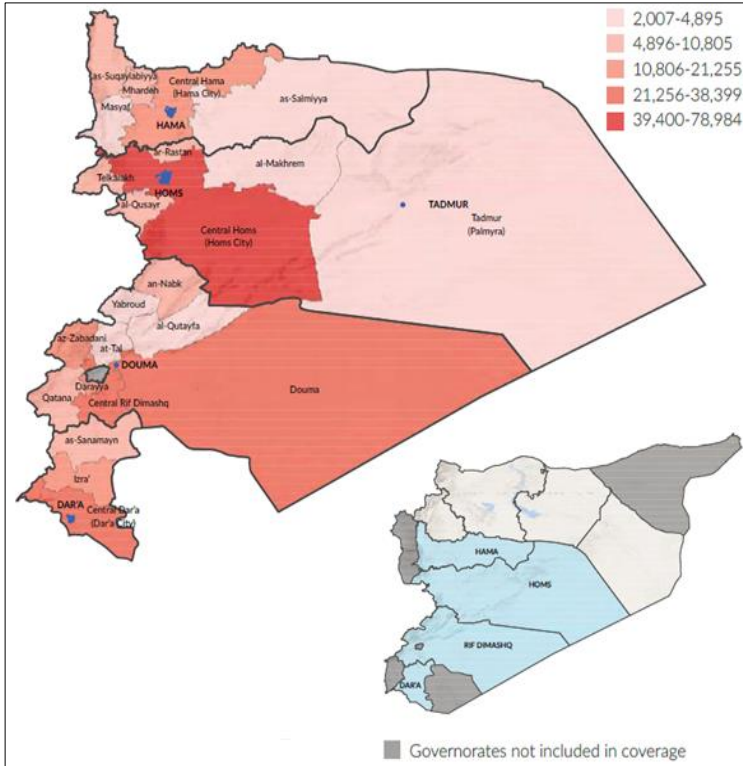 2,007-4,895
4,896-10,805
10,806-21,255
21,256-38,399
39,400-78,984
as-Suqaylabiyya
Mhardeh
Central Hama
(Hama City)
Masyaf
HAMA
as-Salmiyya
ar-Rastan
al-Makhrem
Telkalakh
HOMS
al-Qusayr
TADMUR
Tadmur
(Palmyra)
Central Homs
(Homs City)
an-Nabk
Yabroud
al-Qutayfa
az-Zabadani
at-Tal
DOUMA
Darayya
Douma
Qatana
Central Rif Dimashq
as-Sanamayn
Izra'
DAR'A
Central Dar'a
(Dar'a City)
HAMA
HOMS
RIF DIMASHQ
DAR'A
Governorates not included in coverage